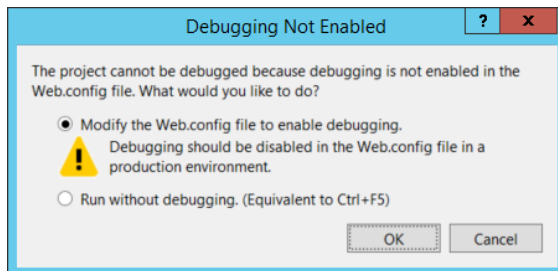 Debugging Not Enabled
?
x
The project cannot be debugged because debugging is not enabled in the
Web.config file. What would you like to do?
Modify the Web.config file to enable debugging.
Debugging should be disabled in the Web.config file in a
production environment.
Run without debugging. (Equivalent to Ctrl+F5)
OK
Cancel